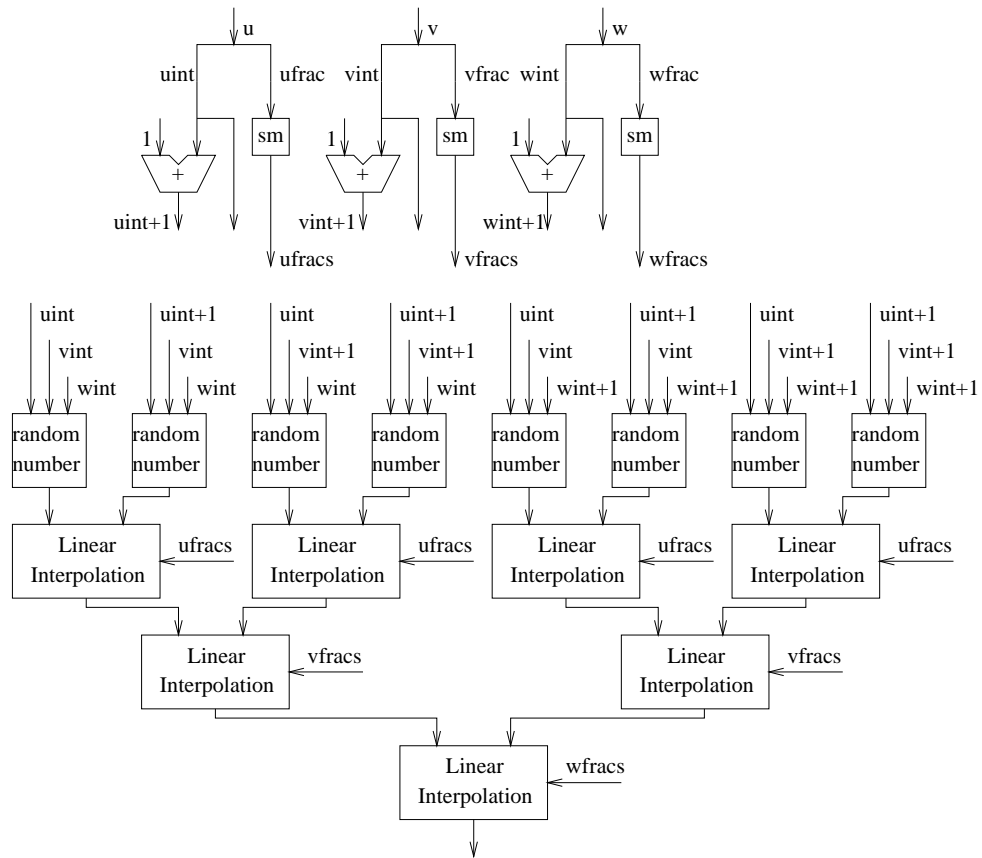 u v w
uint ufrac vint vfrac wint wfrac
1 sm 1 sm 1 sm
+ + +
uint+1 vint+1 wint+1
ufracs vfracs wfracs
uint uint+1 uint uint+1 uint uint+1 uint uint+1
vint vint vint+1 vint+1 vint vint vint+1 vint+1
wint wint wint wint wint+1 wint+1 wint+1 wint+1
random random random random random random random random
number number number number number number number number
Linear Linear Linear Linear
ufracs ufracs ufracs ufracs
Interpolation Interpolation Interpolation Interpolation
Linear Linear
vfracs vfracs
Interpolation Interpolation
Linear
wfracs
Interpolation